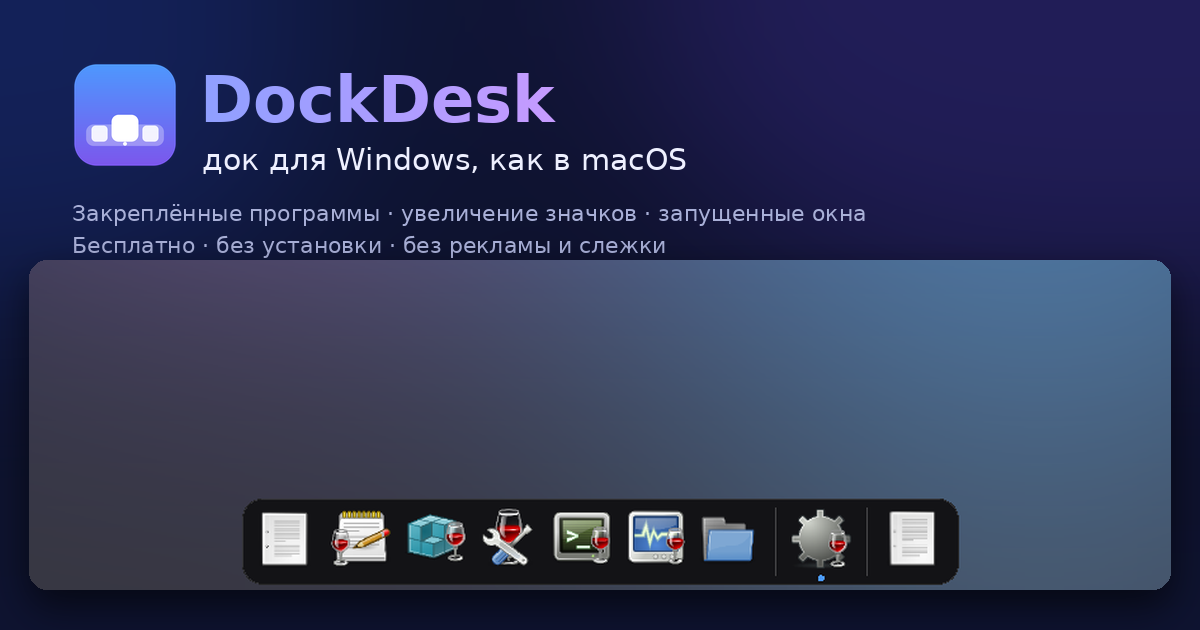 DockDesk
док для Windows, как в macOS
Закреплённые программы · увеличение значков · запущенные окна
Бесплатно · без установки · без рекламы и слежки
>_